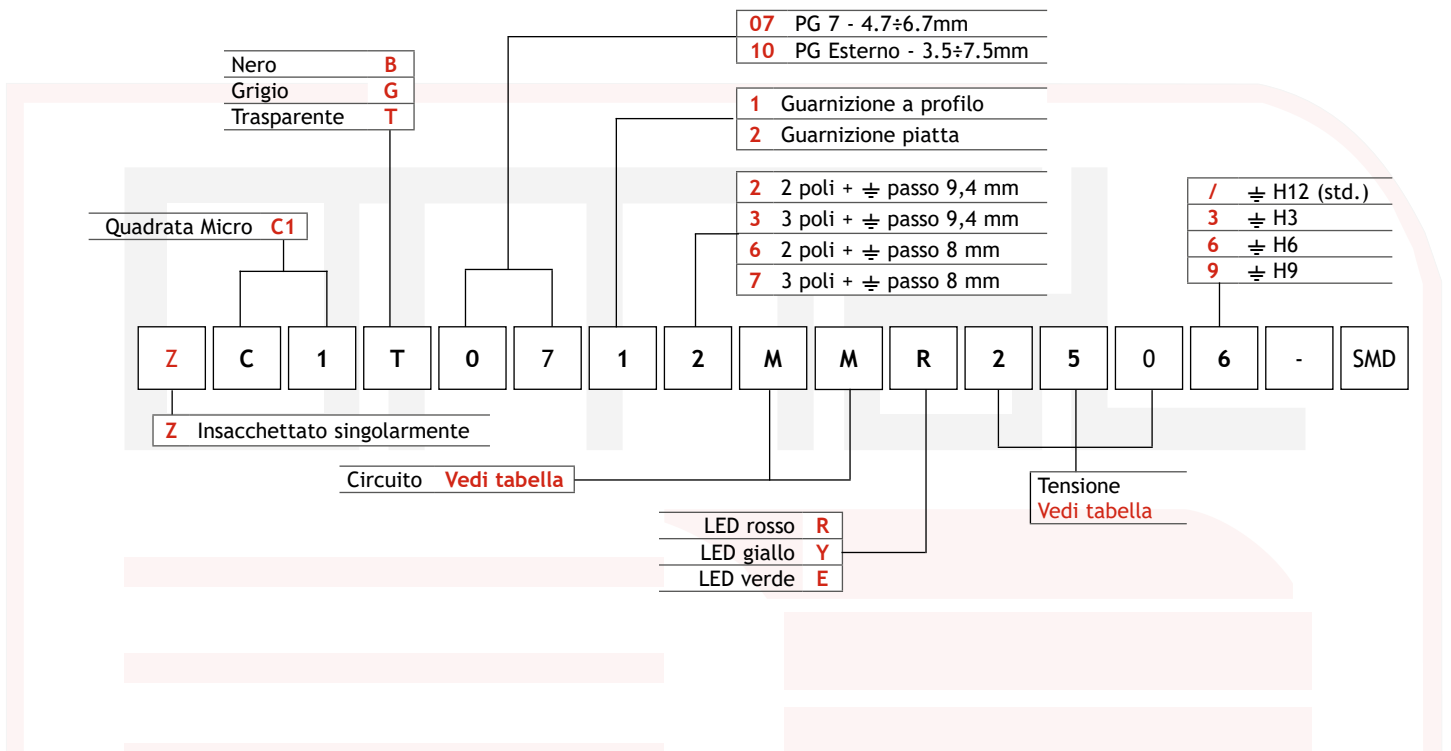 07 PG 7 - 4.7÷6.7mm
10 PG Esterno - 3.5÷7.5mm
Nero B
Grigio G
Trasparente T
1 Guarnizione a profilo
2 Guarnizione piatta
2 2 poli + ⏚ passo 9,4 mm
3 3 poli + ⏚ passo 9,4 mm
6 2 poli + ⏚ passo 8 mm
7 3 poli + ⏚ passo 8 mm
/ ⏚ H12 (std.)
3 ⏚ H3
6 ⏚ H6
9 ⏚ H9
Quadrata Micro C1
Z C 1 T 0 7 1 2 M M R 2 5 0 6 - SMD
Z Insacchettato singolarmente
Circuito Vedi tabella
Tensione
Vedi tabella
LED rosso R
LED giallo Y
LED verde E